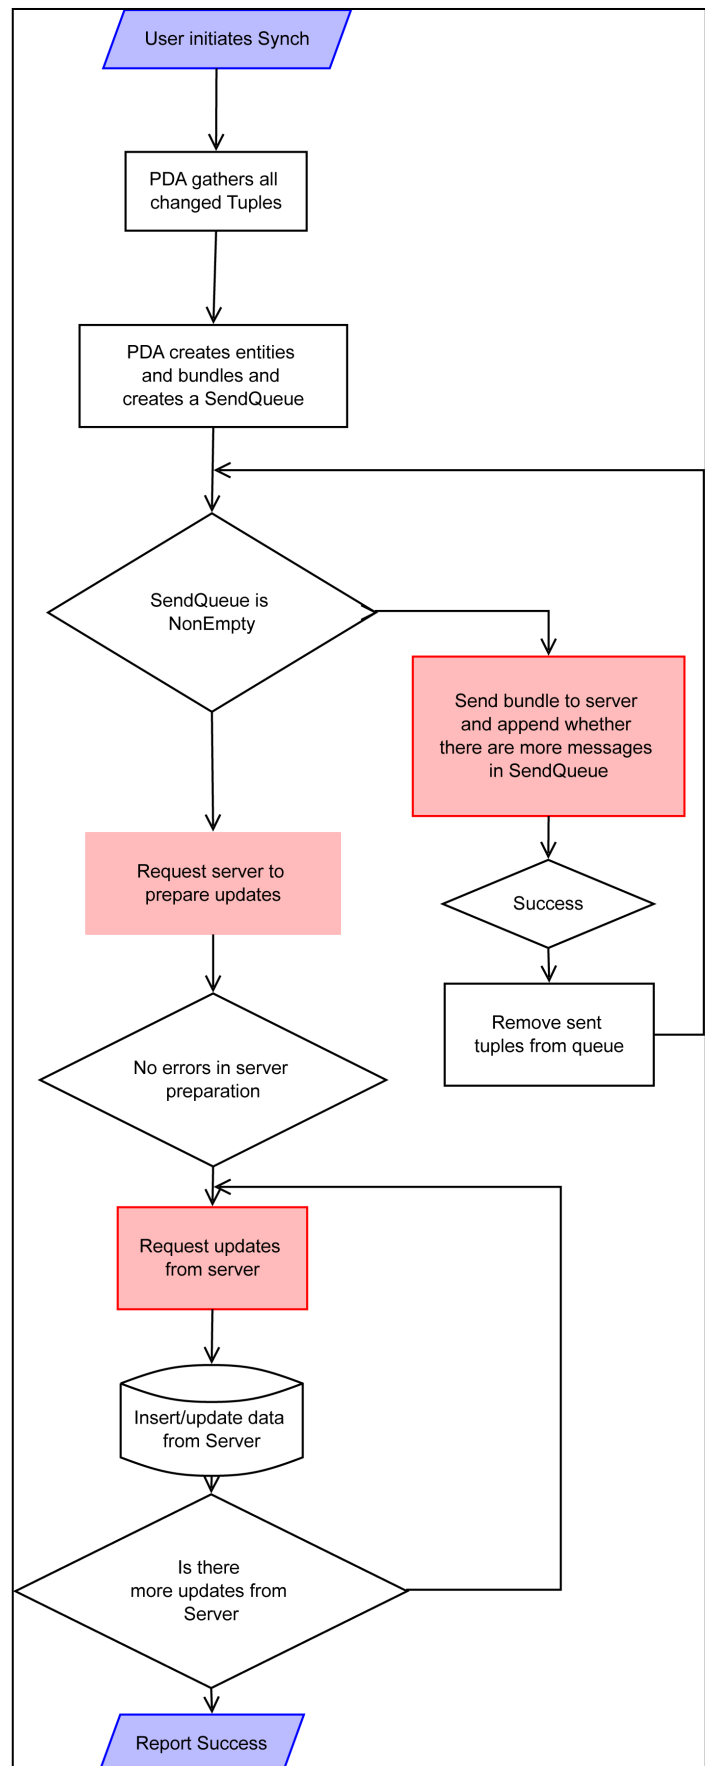 User initiates Synch
PDA gathers all
changed Tuples
PDA creates entities
and bundles and
creates a SendQueue
SendQueue is
NonEmpty
Send bundle to server
and append whether
there are more messages
in SendQueue
Request server to
prepare updates
Success
Remove sent
tuples from queue
No errors in server
preparation
Request updates
from server
Insert/update data
from Server
Is there
more updates from
Server
Report Success